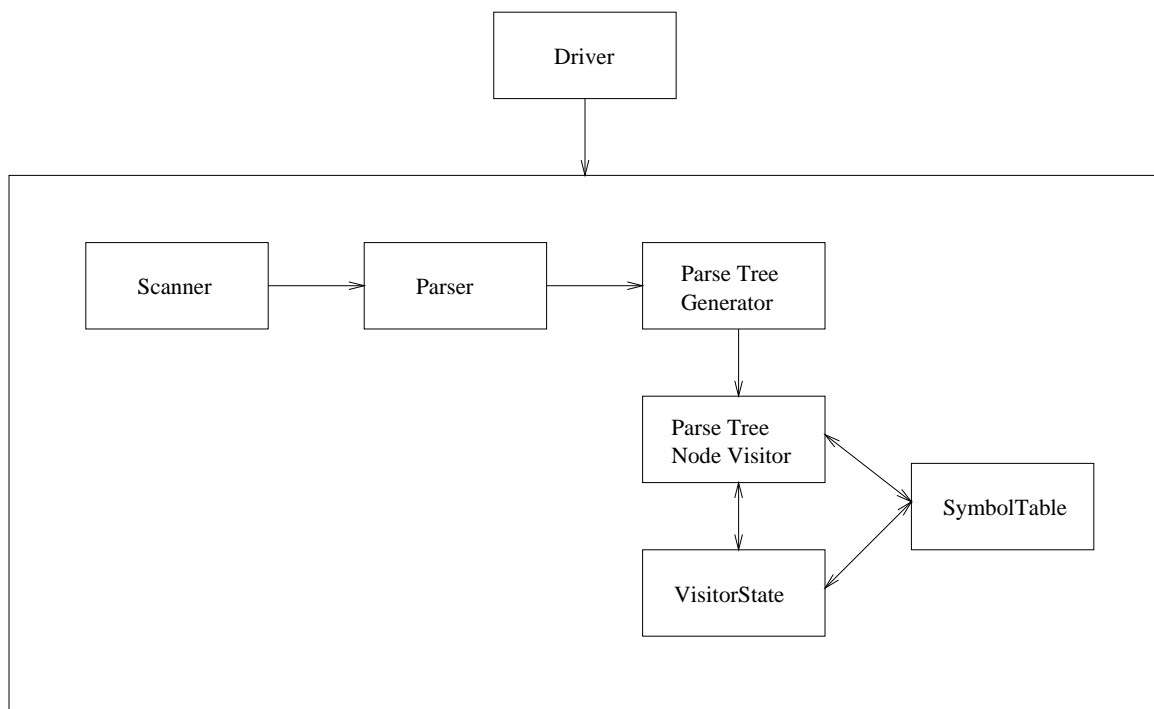 Driver
Scanner
Parser
Parse Tree
Generator
Parse Tree
Node Visitor
SymbolTable
VisitorState